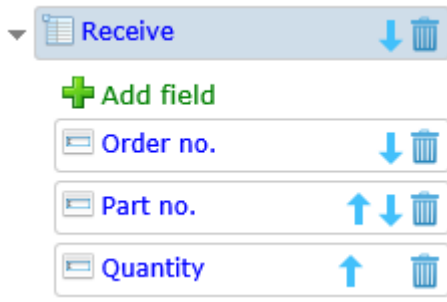 Receive
Add field
Order no.
Part no.
Quantity